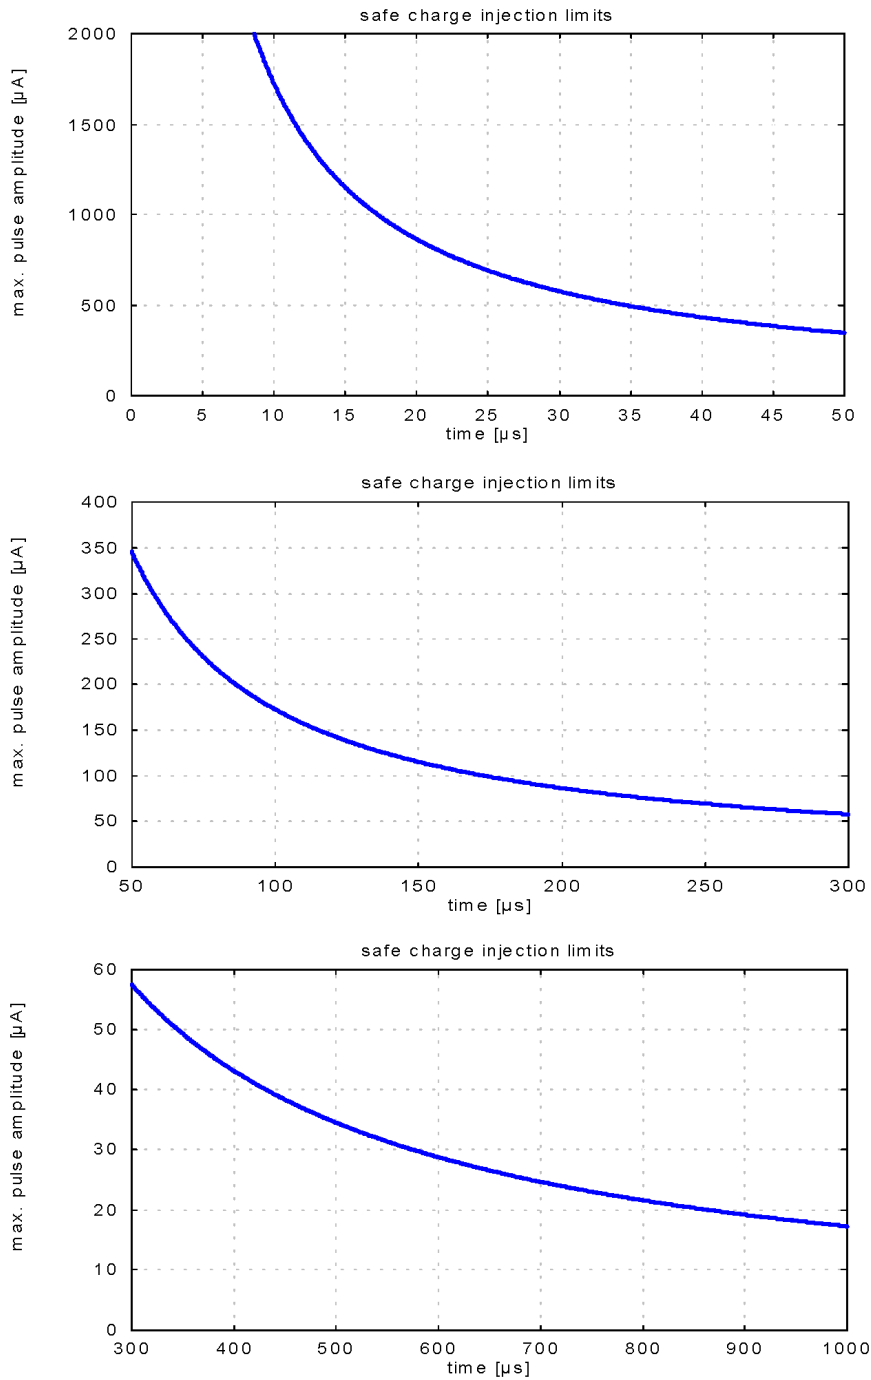 safe charge injection limits
max. pulse amplitude [µA]
2000
1500
1000
500
0
0 5 10 15 20 25 30 35 40 45 50
time [µs]
safe charge injection limits
max. pulse amplitude [µA]
400
350
300
250
200
150
100
50
0
50 100 150 200 250 300
time [µs]
safe charge injection limits
max. pulse amplitude [µA]
60
50
40
30
20
10
0
300 400 500 600 700 800 900 1000
time [µs]